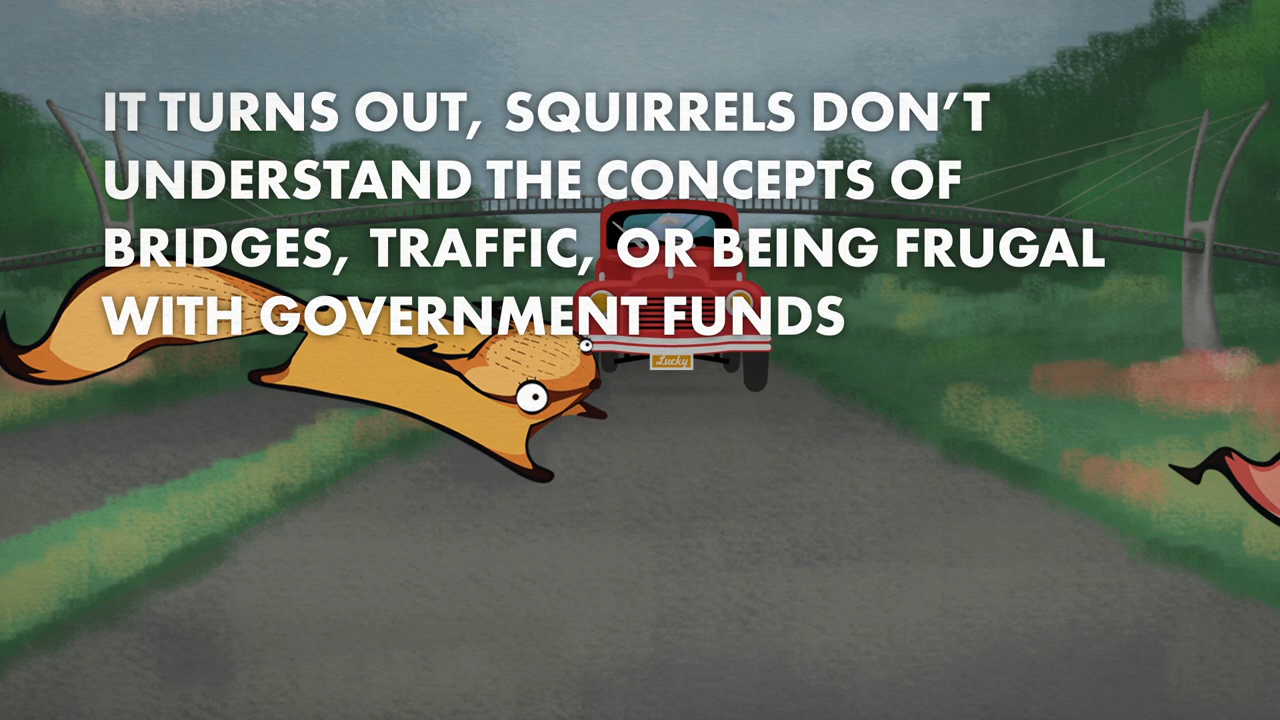 IT TURNS OUT, SQUIRRELS DON’T
UNDERSTAND THE CONCEPTS OF
BRIDGES, TRAFFIC, OR BEING FRUGAL
WITH GOVERNMENT FUNDS
Lucky